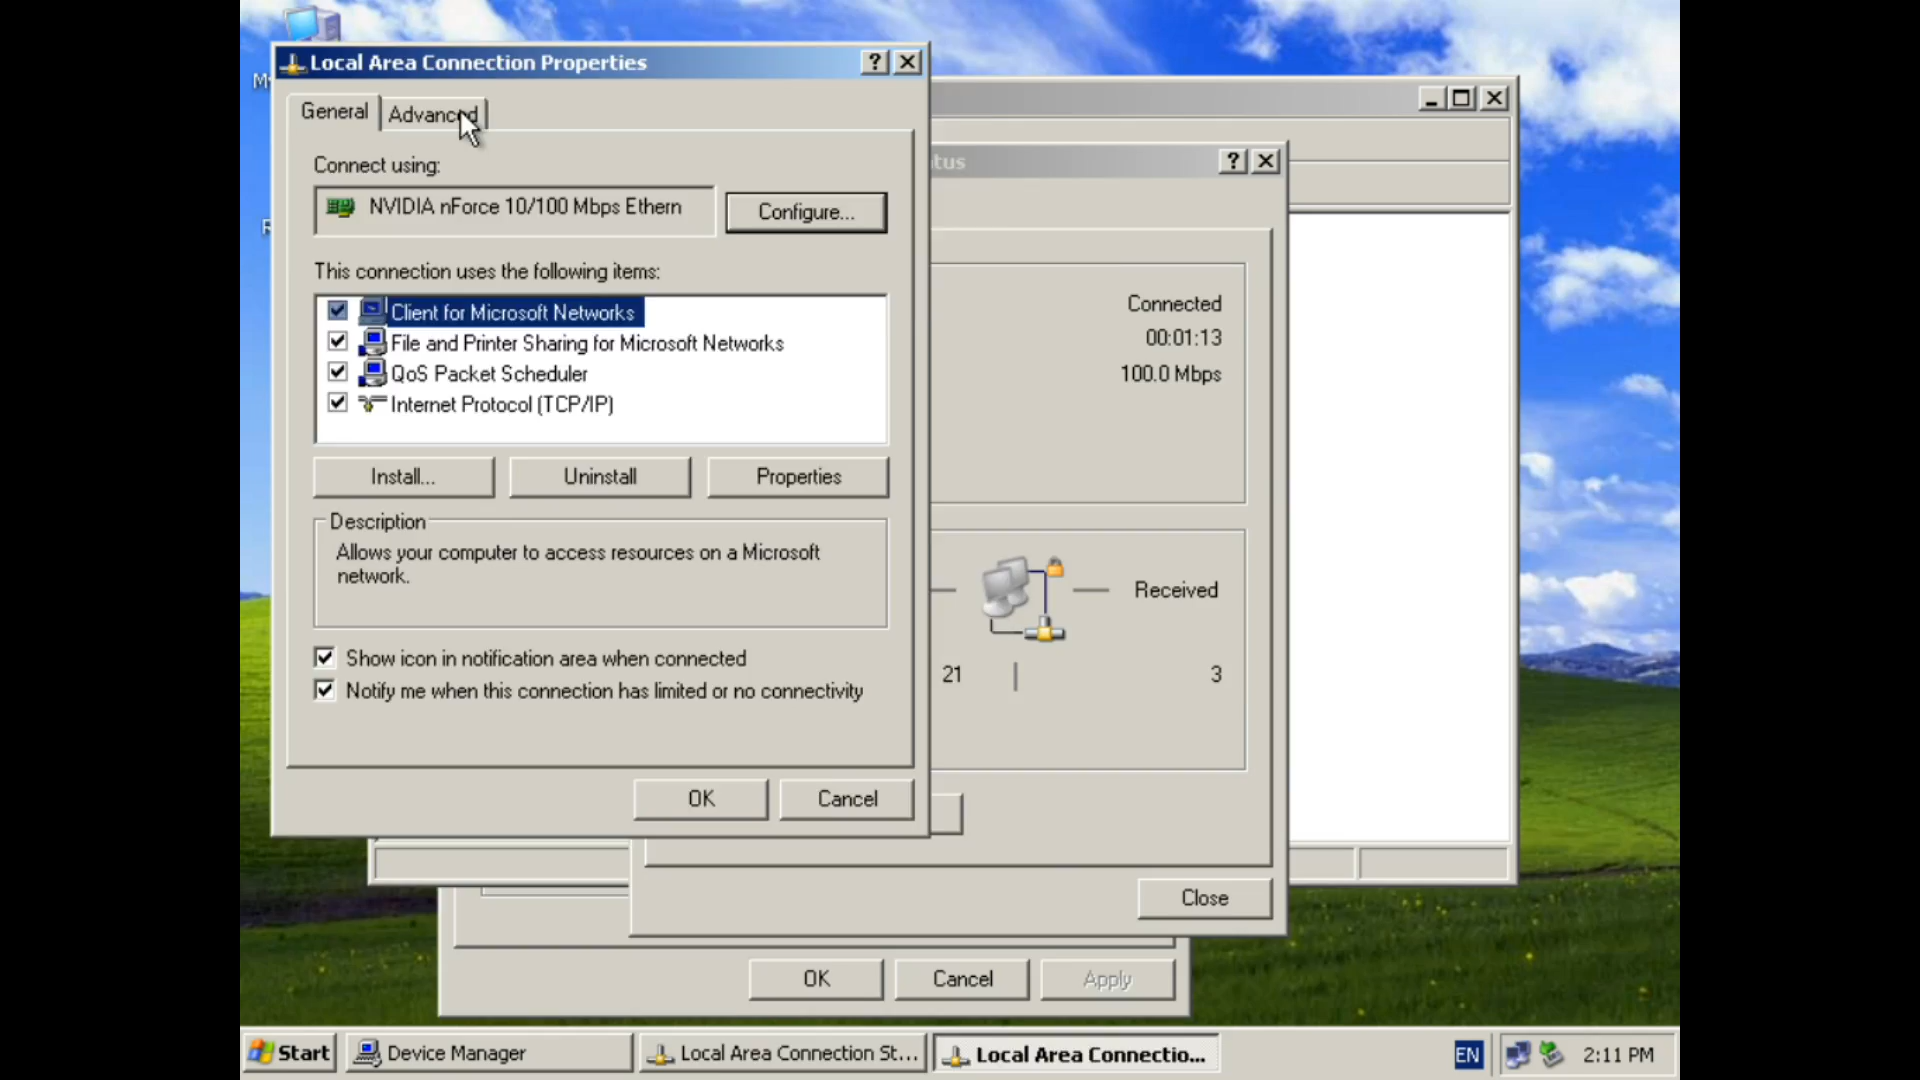 My
R
Local Area Connection Properties
General
Advanced
Connect using:
NVIDIA nForce 10/100 Mbps Ethern
Configure...
This connection uses the following items:
Client for Microsoft Networks
File and Printer Sharing for Microsoft Networks
QoS Packet Scheduler
Internet Protocol (TCP/IP)
Install...
Uninstall
Properties
Description
Allows your computer to access resources on a Microsoft
network.
Show icon in notification area when connected
Notify me when this connection has limited or no connectivity
OK
Cancel
tus
Connected
00:01:13
100.0 Mbps
Received
21
3
Close
OK
Cancel
Apply
Start
Device Manager
Local Area Connection St...
Local Area Connectio...
EN
2:11 PM